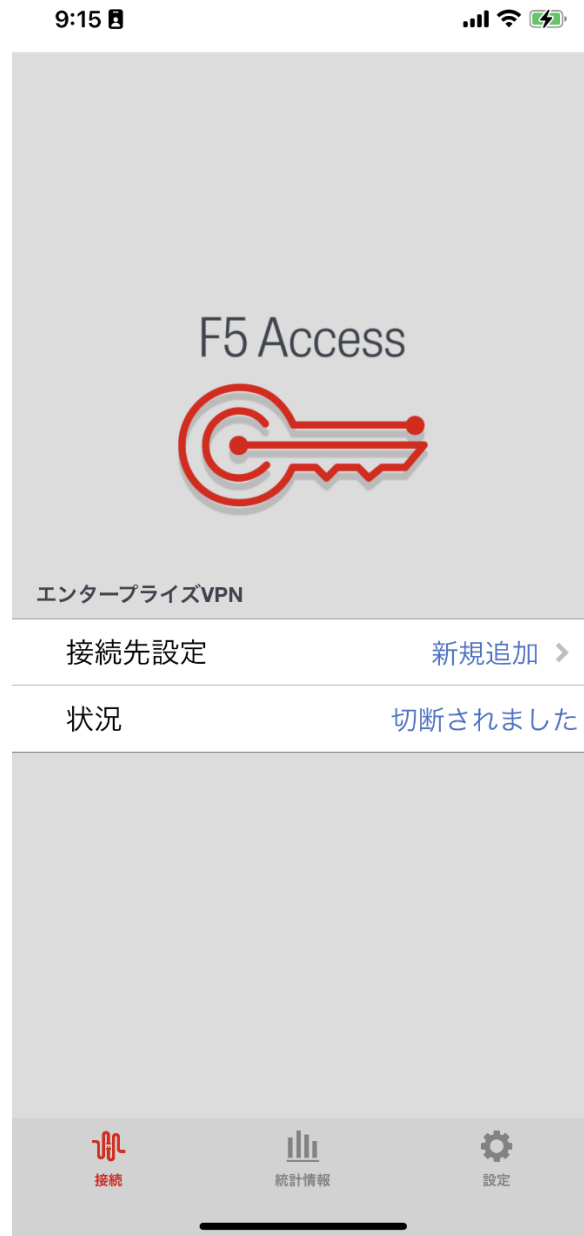 9:15
F5 Access
エンタープライズVPN
接続先設定 新規追加
状況 切断されました
接続 統計情報 設定